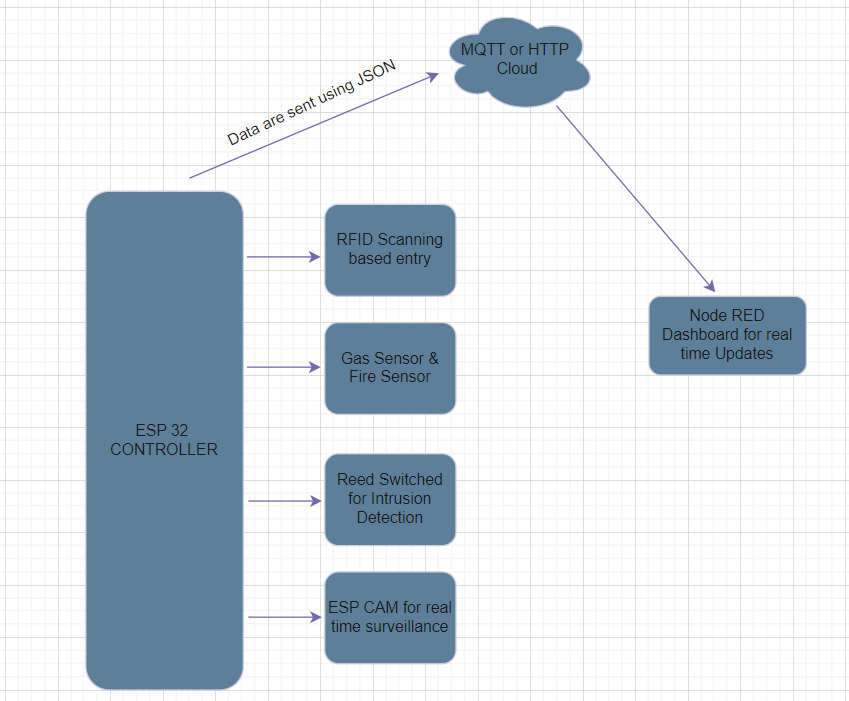 MQTT or HTTP
Cloud
Data are sent using JSON
RFID Scanning
based entry
Node RED
Dashboard for real
time Updates
Gas Sensor &
Fire Sensor
ESP 32
CONTROLLER
Reed Switched
for Intrusion
Detection
ESP CAM for real
time surveillance